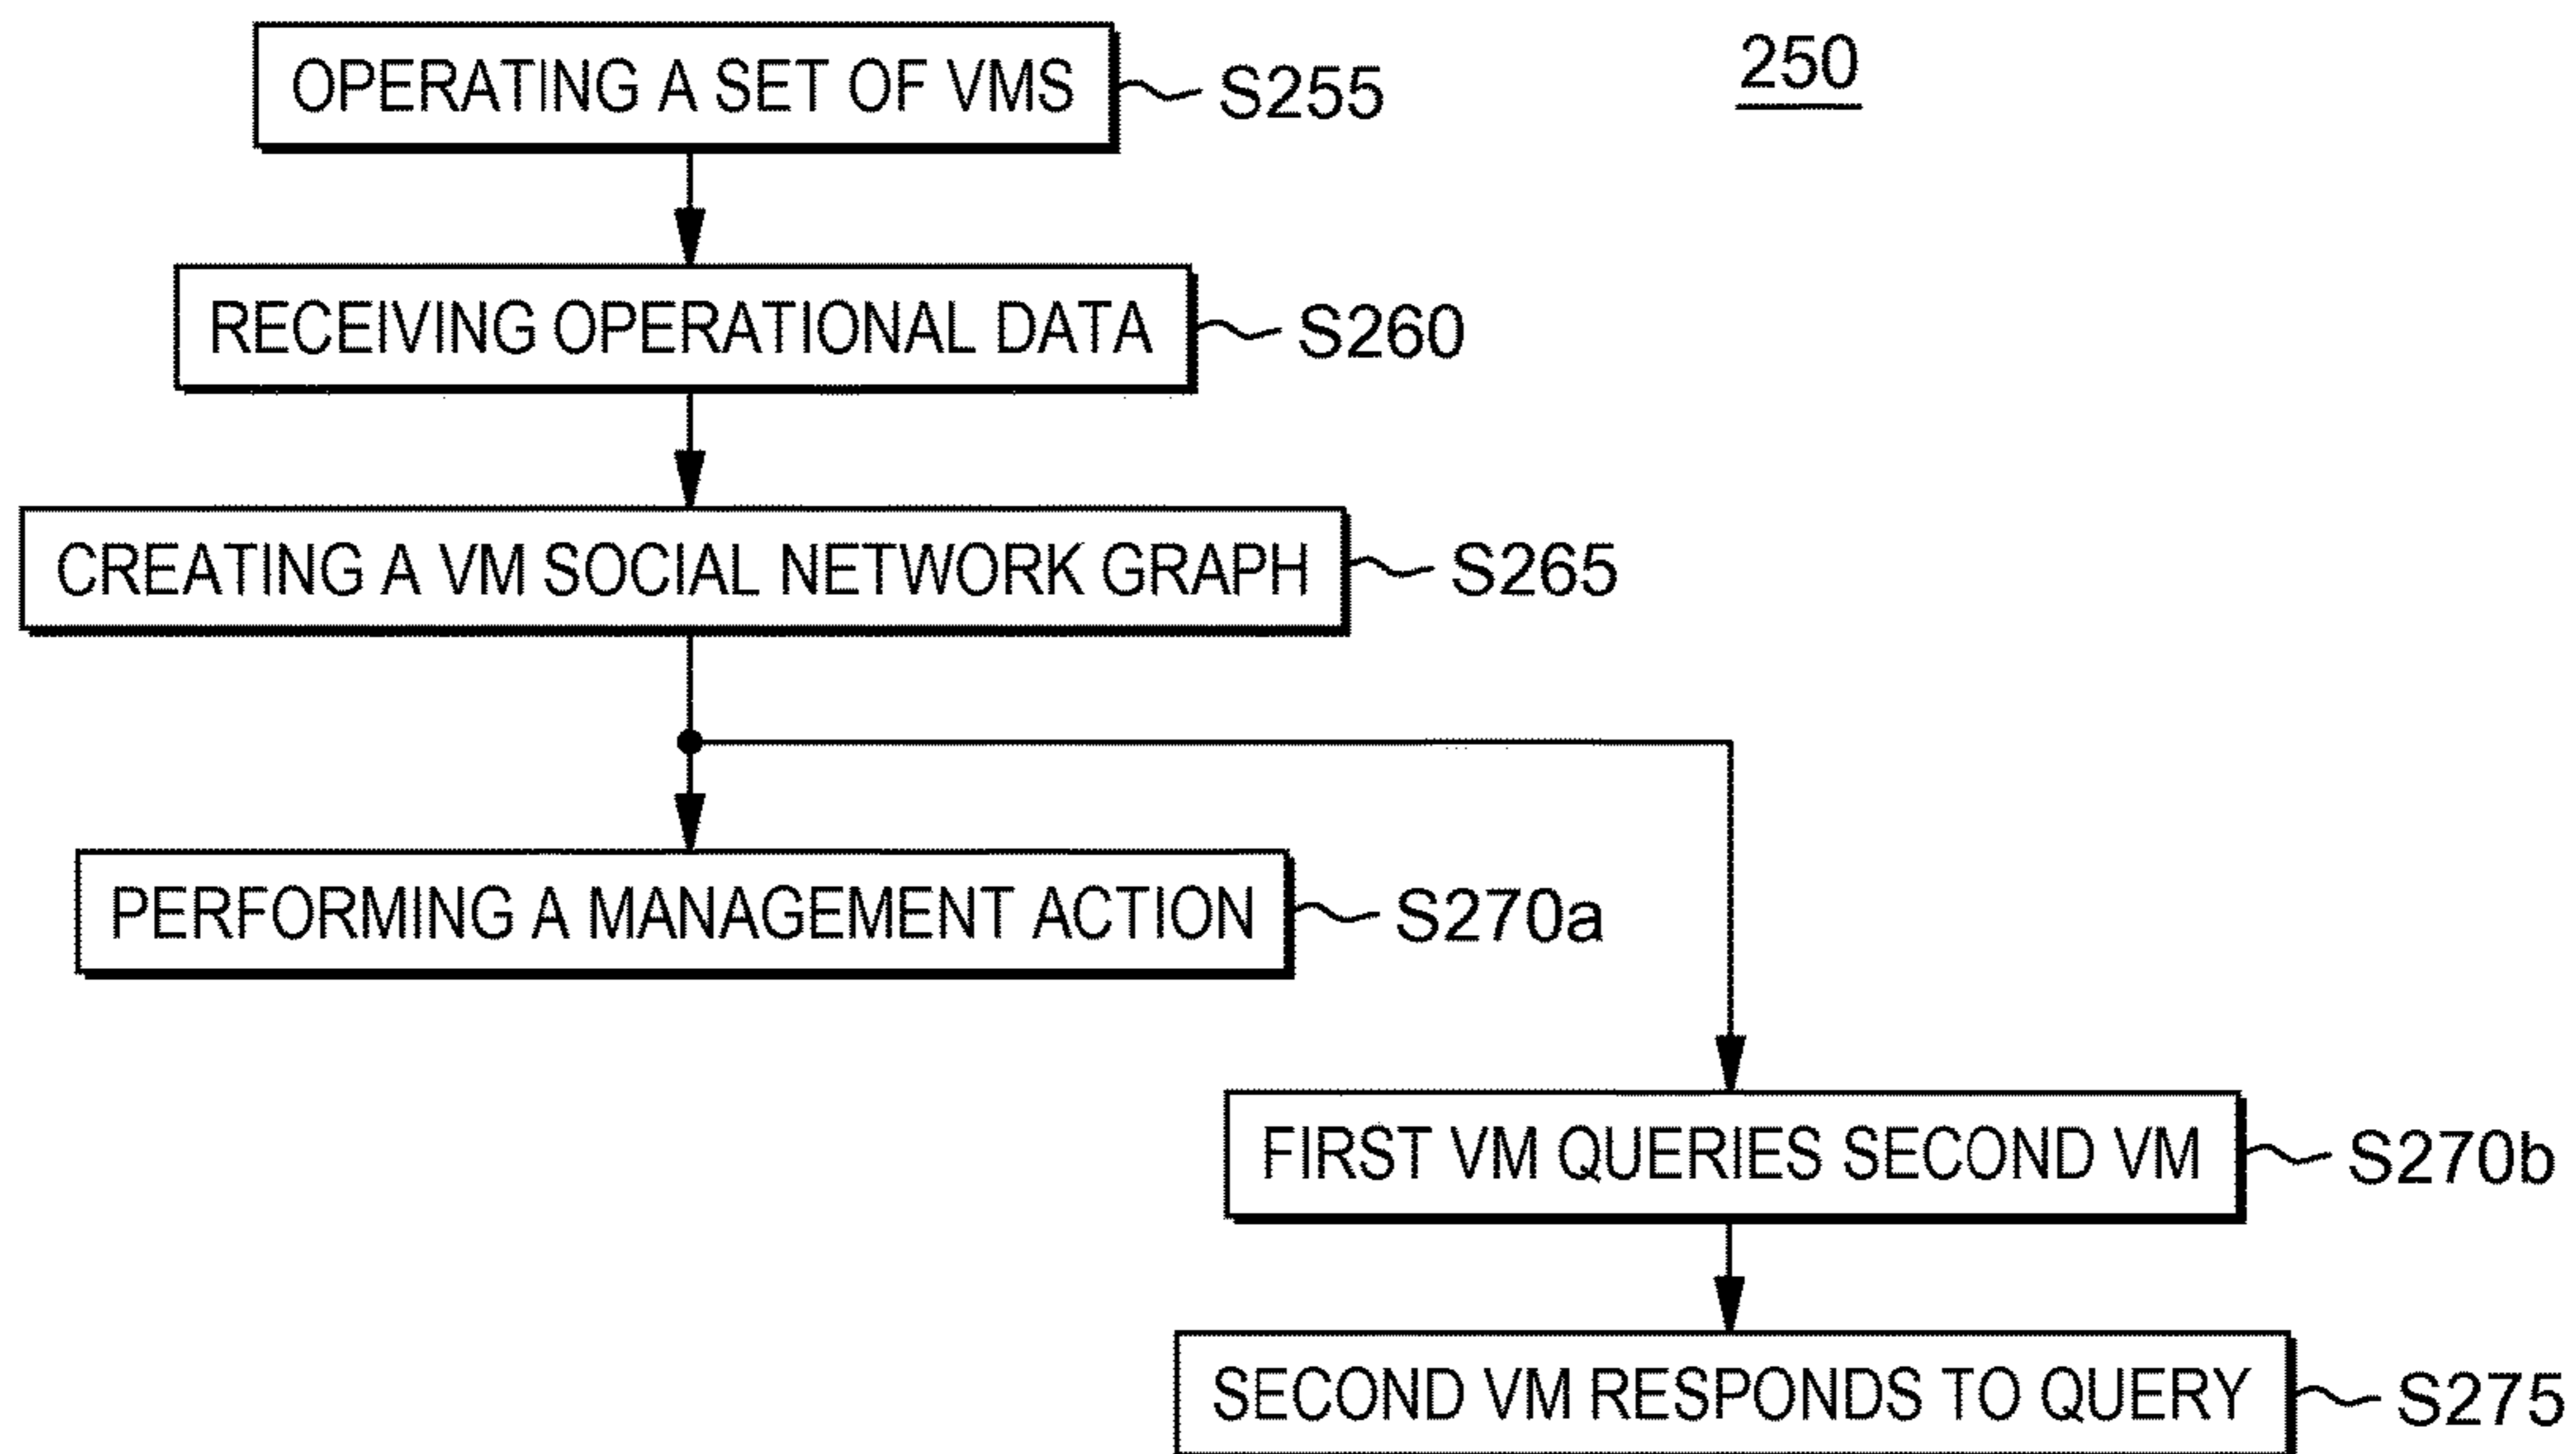 250
OPERATING A SET OF VMS S255
RECEIVING OPERATIONAL DATA S260
CREATING A VM SOCIAL NETWORK GRAPH S265
PERFORMING A MANAGEMENT ACTION S270a
FIRST VM QUERIES SECOND VM S270b
SECOND VM RESPONDS TO QUERY S275